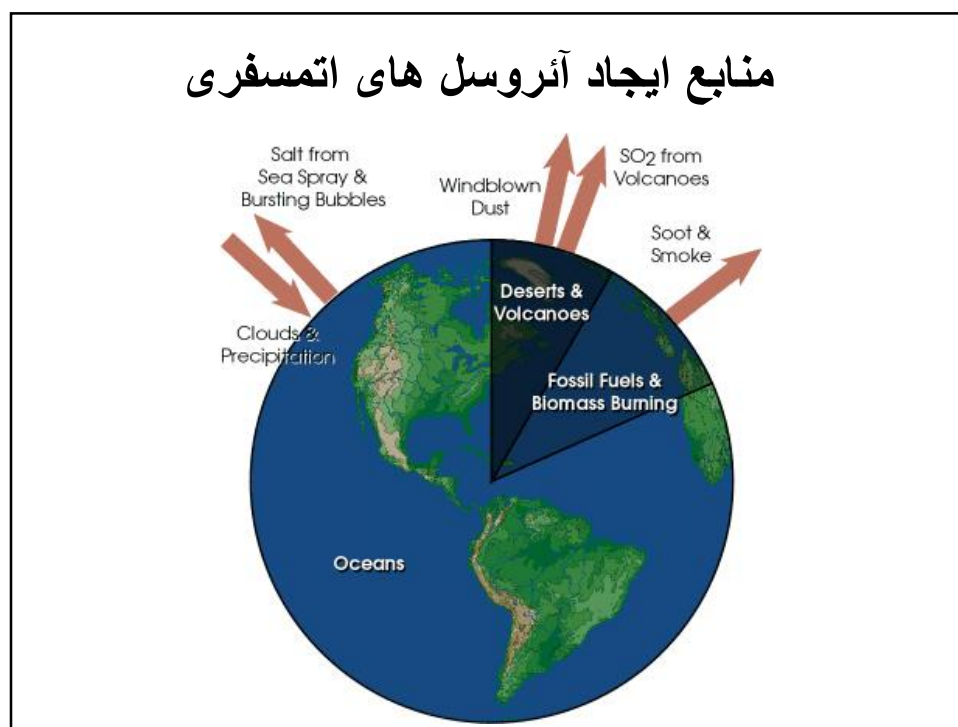 منابع ایجاد آئروسل های اتمسفری
Salt from
Sea Spray &
Bursting Bubbles
Windblown
Dust
SO2 from
Volcanoes
Soot &
Smoke
Clouds &
Precipitation
Deserts &
Volcanoes
Fossil Fuels &
Biomass Burning
Oceans